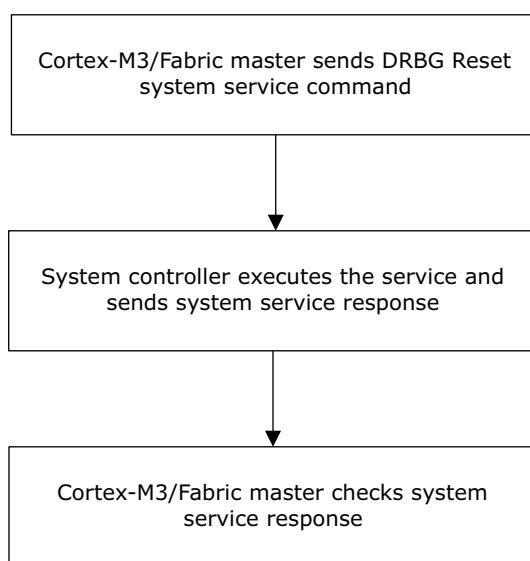 Cortex-M3/Fabric master sends DRBG Reset
system service command
System controller executes the service and
sends system service response
Cortex-M3/Fabric master checks system
service response